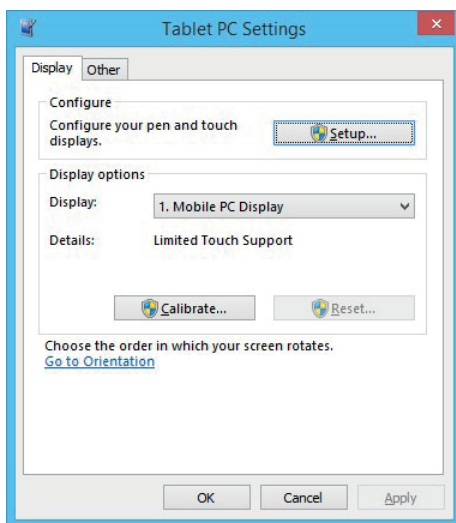 Tablet PC Settings
Display Other
Configure
Configure your pen and touch
displays.
Setup...
Display options
Display: 1. Mobile PC Display
Details: Limited Touch Support
Calibrate... Reset...
Choose the order in which your screen rotates.
Go to Orientation
OK Cancel Apply